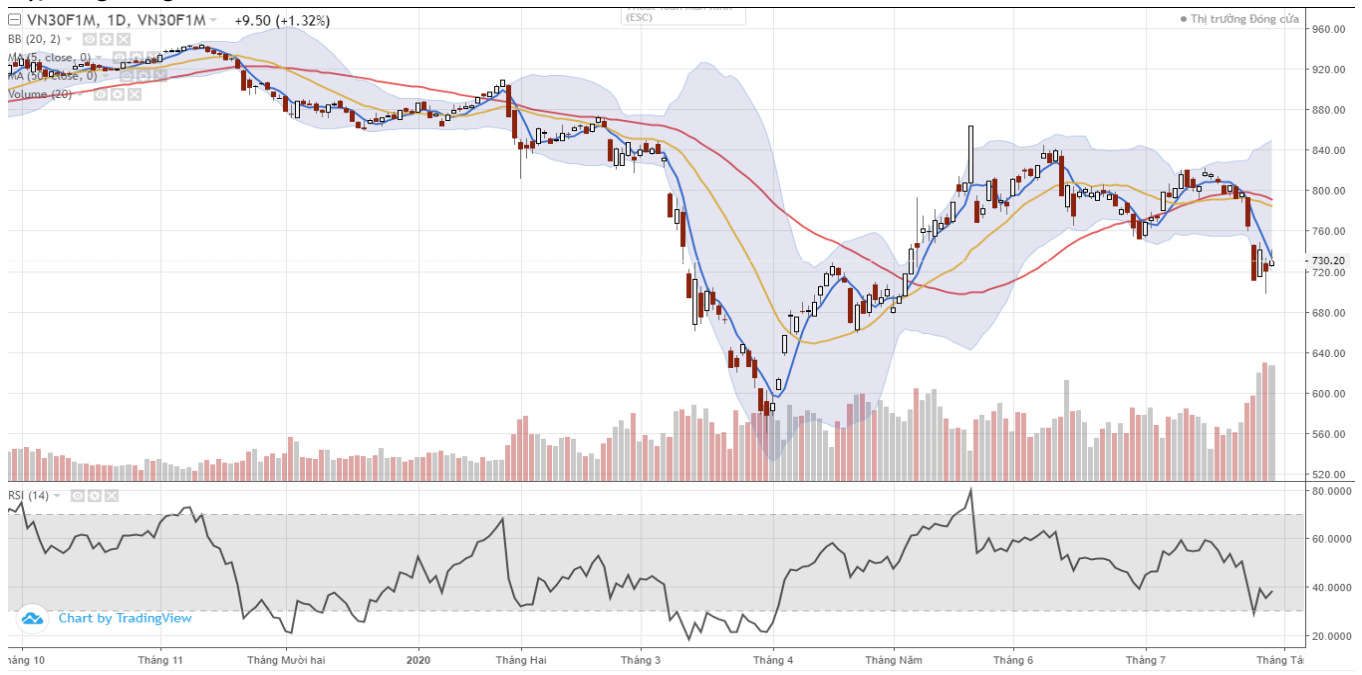 VN30F1M, 1D, VN30F1M +9.50 (+1.32%)
(ESC)
Thị trường Đóng cửa
BB (20, 2)
MA (5, close, 0)
MA (50, close, 0)
Volume (20)
960.00
920.00
880.00
840.00
800.00
760.00
730.20
720.00
680.00
640.00
600.00
560.00
520.00
RSI (14)
80.0000
60.0000
40.0000
20.0000
Chart by TradingView
háng 10 Tháng 11 Tháng Mười hai 2020 Tháng Hai Tháng 3 Tháng 4 Tháng Năm Tháng 6 Tháng 7 Tháng Tá